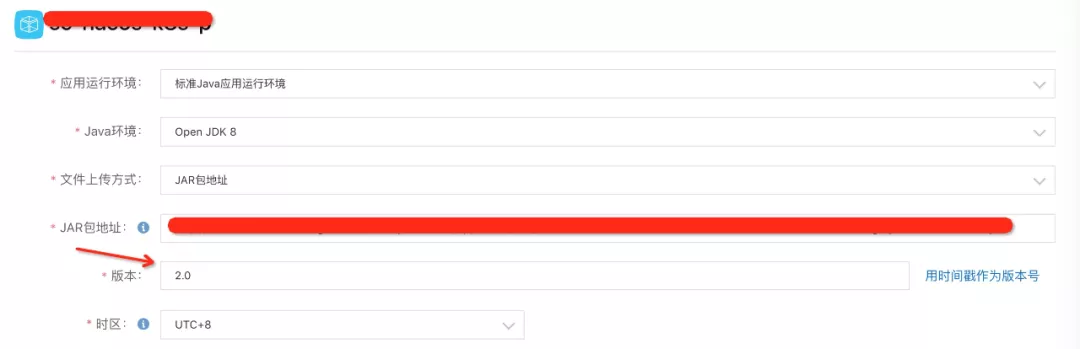 * 应用运行环境： 标准Java应用运行环境
* Java环境： Open JDK 8
* 文件上传方式： JAR包地址
* JAR包地址：
* 版本： 2.0 用时间戳作为版本号
* 时区： UTC+8